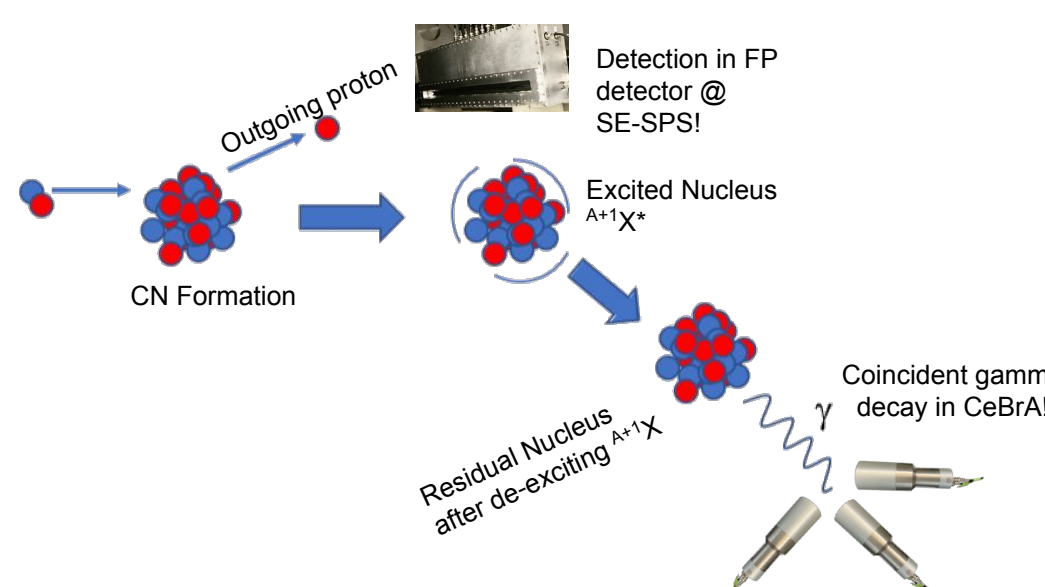 Outgoing proton
Detection in FP
detector @
SE-SPS!
CN Formation
Excited Nucleus
ᴬ⁺¹X*
Residual Nucleus
after de-exciting ᴬ⁺¹X
γ
Coincident gamm
decay in CeBrA!